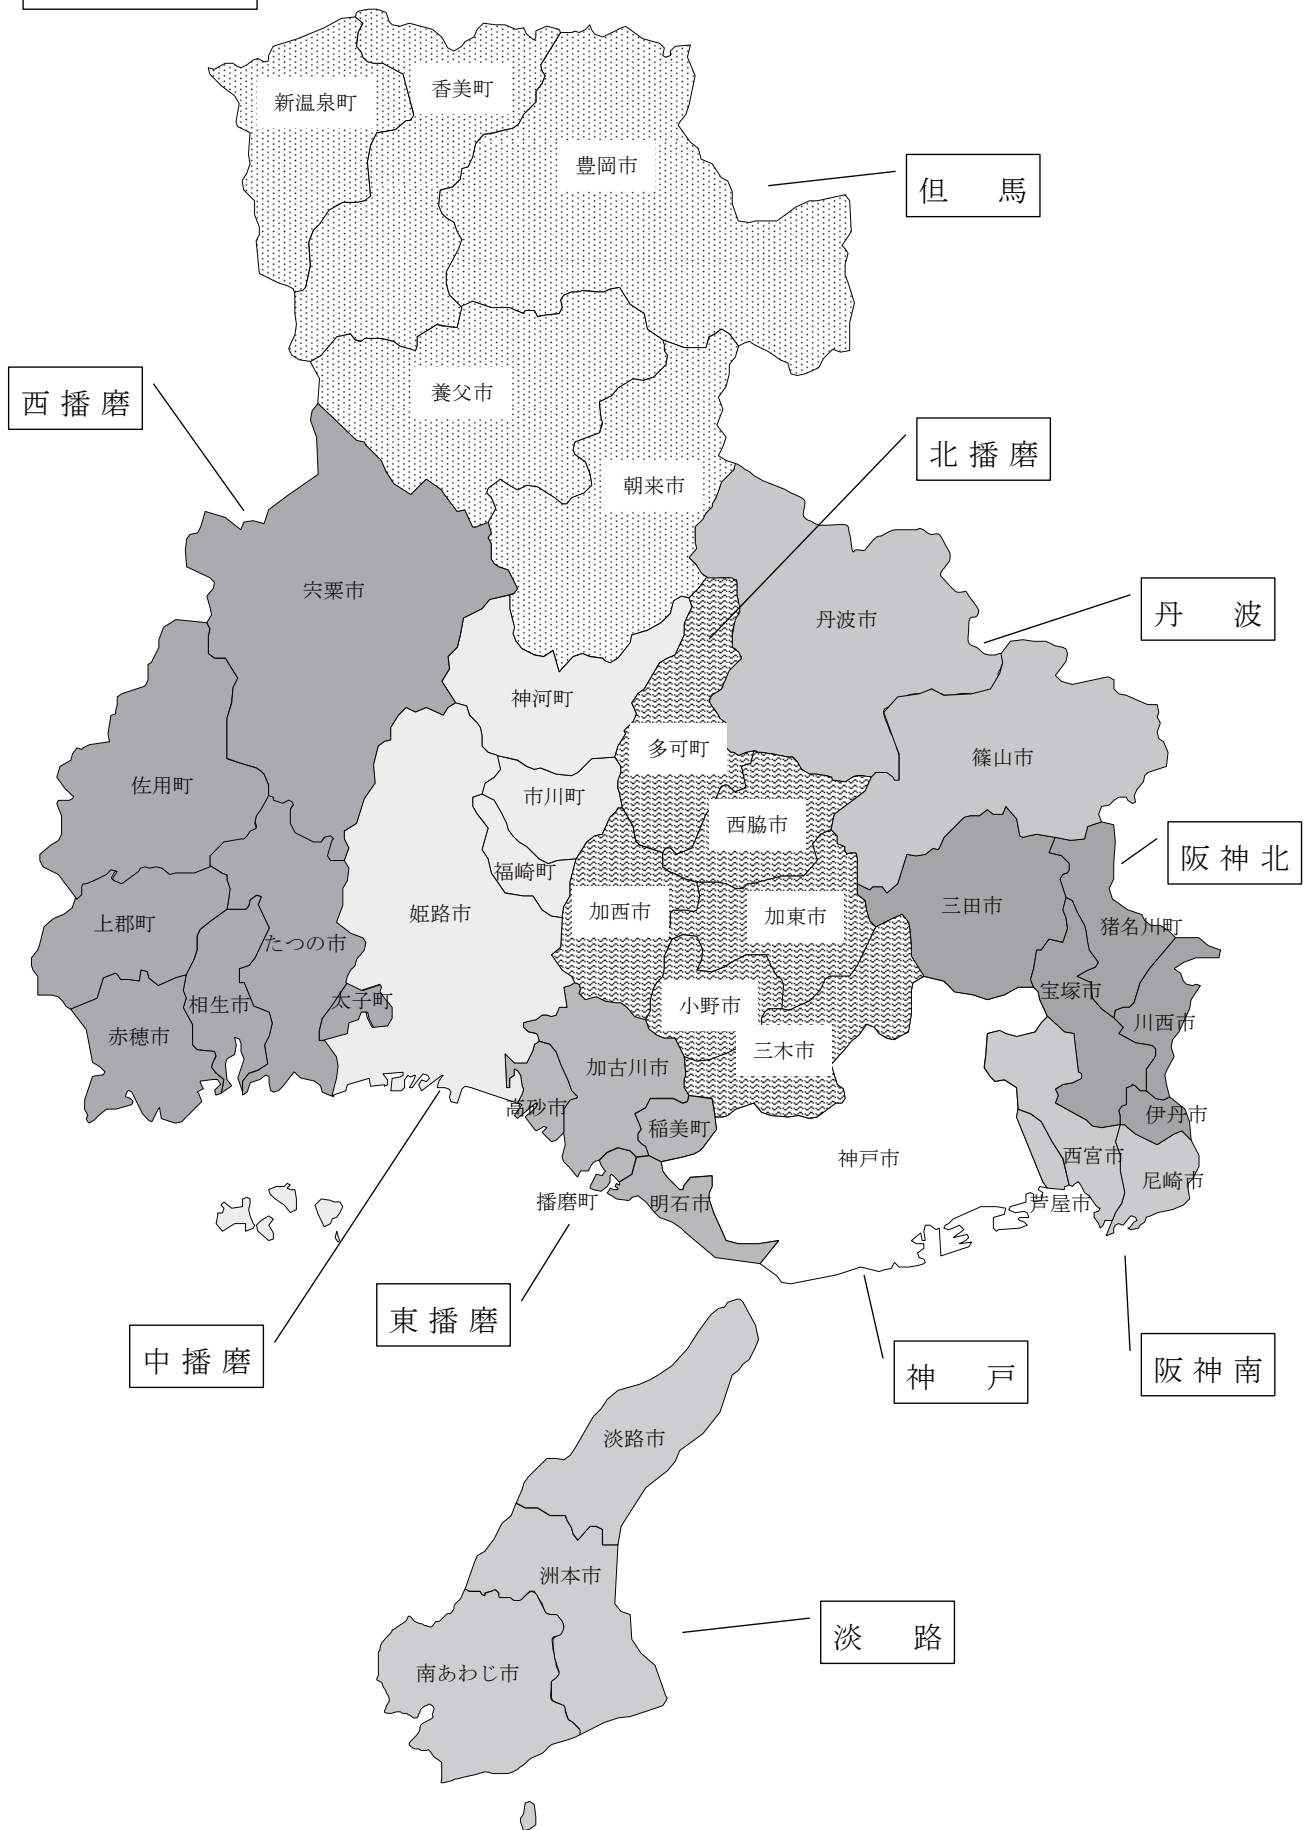 新温泉町
香美町
豊岡市
但　馬
養父市
西播磨
北播磨
朝来市
宍粟市
丹波市
丹　波
神河町
多可町
篠山市
佐用町
市川町
西脇市
阪神北
福崎町
三田市
姫路市
加西市
加東市
上郡町
猪名川町
たつの市
宝塚市
太子町
相生市
小野市
川西市
赤穂市
三木市
加古川市
高砂市
伊丹市
稲美町
神戸市
西宮市
尼崎市
播磨町
明石市
芦屋市
東播磨
中播磨
神　戸
阪神南
淡路市
洲本市
淡　路
南あわじ市